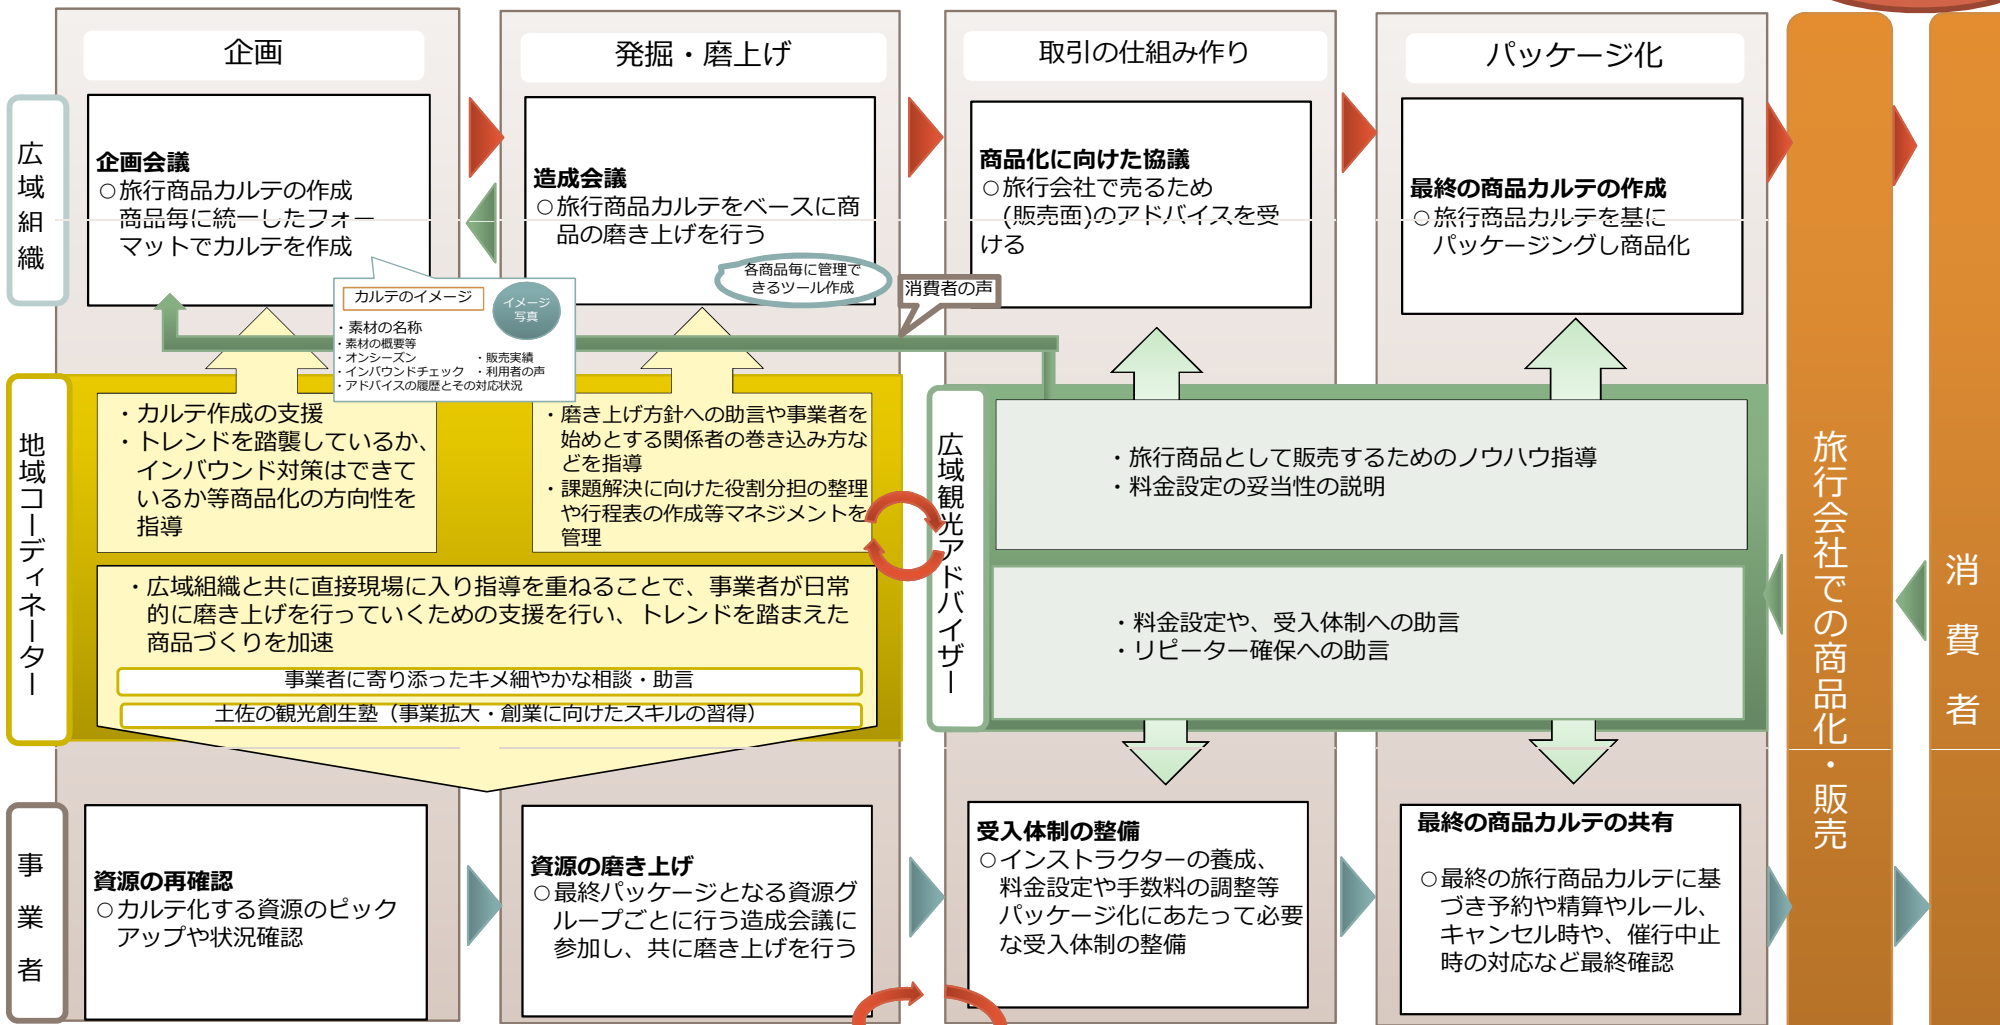 企画
発掘・磨上げ
取引の仕組み作り
パッケージ化
広域組織
企画会議
○旅行商品カルテの作成
商品毎に統一したフォー
マットでカルテを作成
造成会議
○旅行商品カルテをベースに商
品の磨き上げを行う
各商品毎に管理で
きるツール作成
商品化に向けた協議
○旅行会社で売るため
(販売面)のアドバイスを受
ける
最終の商品カルテの作成
○旅行商品カルテを基に
パッケージングし商品化
消費者の声
カルテのイメージ
イメージ
写真
・素材の名称
・素材の概要等
・オンシーズン
・販売実績
・インバウンドチェック
・利用者の声
・アドバイスの履歴とその対応状況
地域コーディネーター
・カルテ作成の支援
・トレンドを踏襲しているか、
インバウンド対策はできて
いるか等商品化の方向性を
指導
・磨き上げ方針への助言や事業者を
始めとする関係者の巻き込み方な
どを指導
・課題解決に向けた役割分担の整理
や行程表の作成等マネジメントを
管理
・広域組織と共に直接現場に入り指導を重ねることで、事業者が日常
的に磨き上げを行っていくための支援を行い、トレンドを踏まえた
商品づくりを加速
事業者に寄り添ったキメ細やかな相談・助言
土佐の観光創生塾（事業拡大・創業に向けたスキルの習得）
広域観光アドバイザー
・旅行商品として販売するためのノウハウ指導
・料金設定の妥当性の説明
・料金設定や、受入体制への助言
・リピーター確保への助言
旅行会社での商品化・販売
消費者
事業者
資源の再確認
○カルテ化する資源のピック
アップや状況確認
資源の磨き上げ
○最終パッケージとなる資源グ
ループごとに行う造成会議に
参加し、共に磨き上げを行う
受入体制の整備
○インストラクターの養成、
料金設定や手数料の調整等
パッケージ化にあたって必要
な受入体制の整備
最終の商品カルテの共有
○最終の旅行商品カルテに基
づき予約や精算やルール、
キャンセル時や、催行中止
時の対応など最終確認